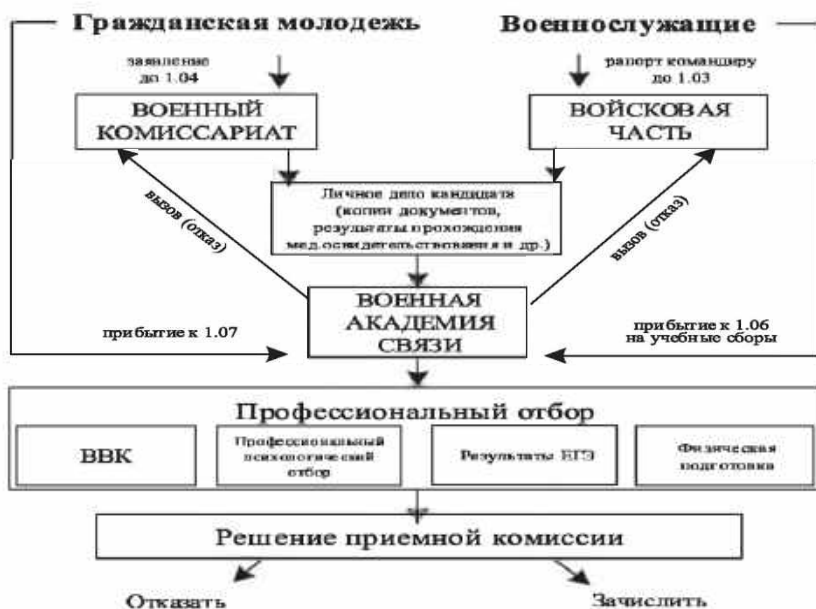 Гражданская молодежь
Военнослужащие
заявление
до 1.04
рапорт командиру
до 1.03
ВОЕННЫЙ
КОМИССАРИАТ
ВОЙСКОВАЯ
ЧАСТЬ
вызов (отказ)
Личное дело кандидата
(копии документов,
результаты прохождения
мед.освидетельствования и др.)
вызов (отказ)
ВОЕННАЯ
АКАДЕМИЯ
СВЯЗИ
прибытие к 1.07
прибытие к 1.06
на учебные сборы
Профессиональный отбор
ВВК
Профессиональный
психологический
отбор
Результаты ЕГЭ
Физическая
подготовка
Решение приемной комиссии
Отказать
Зачислить